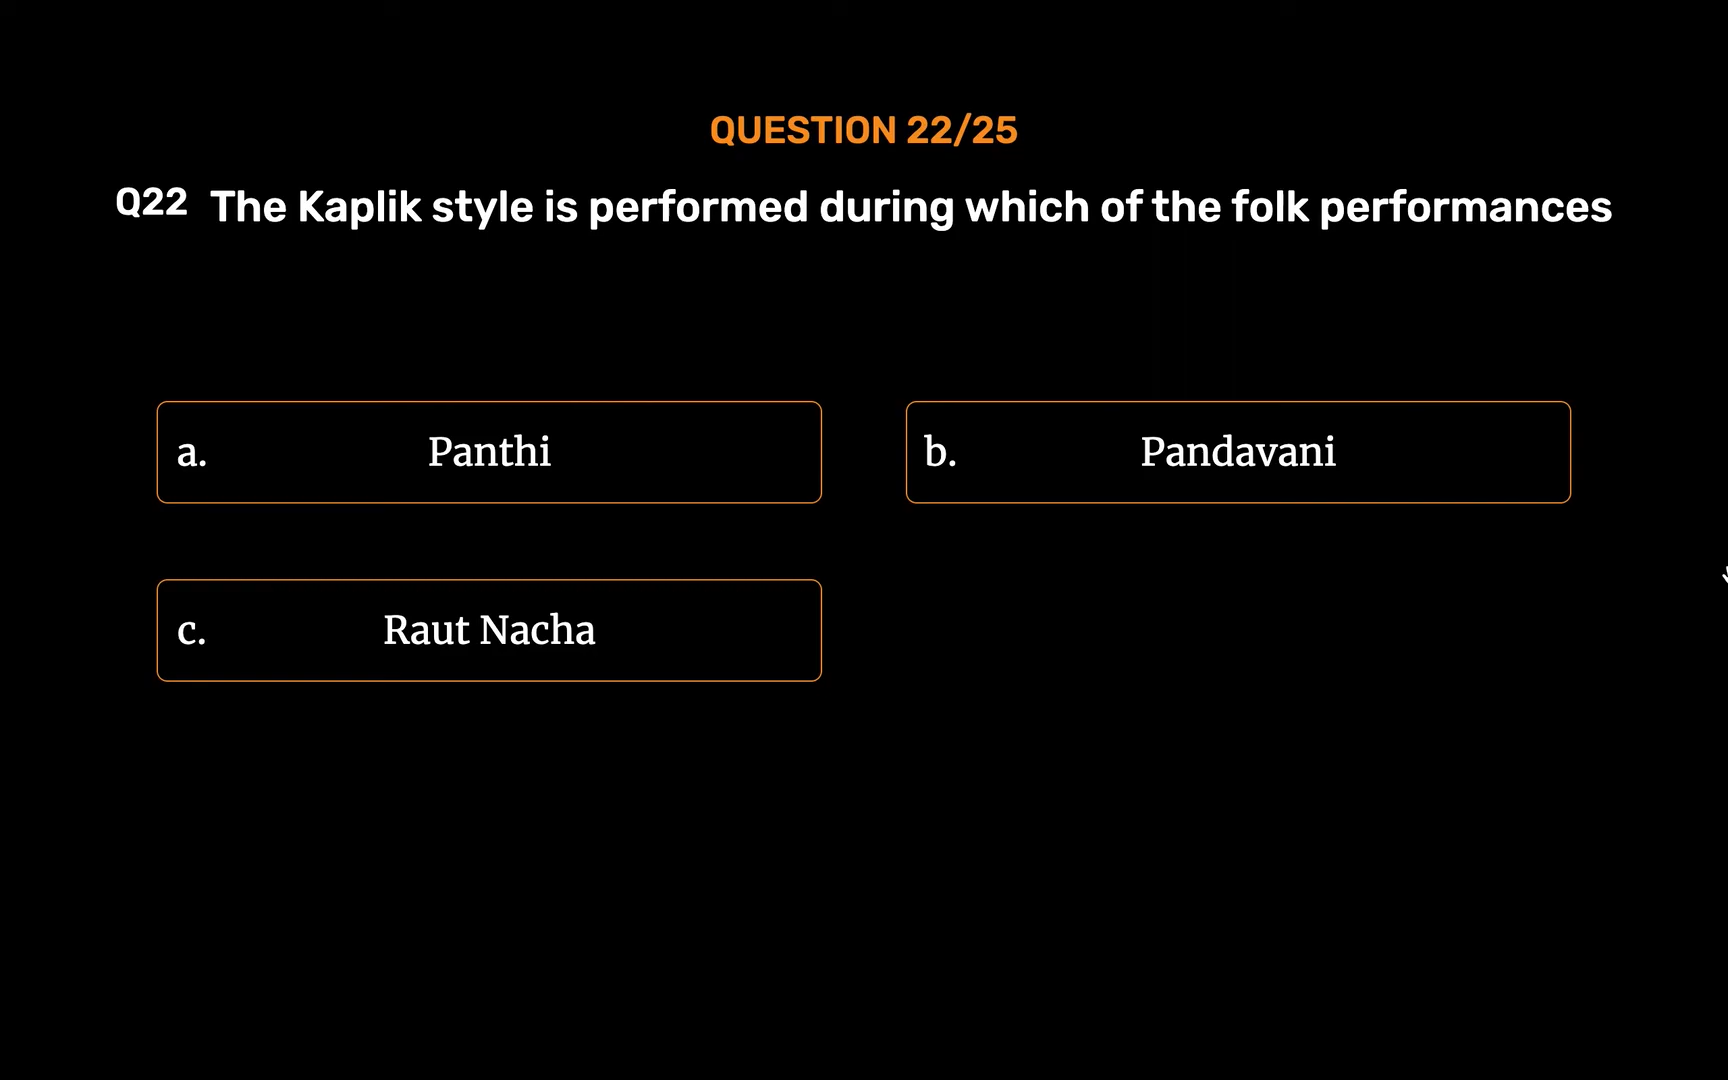 QUESTION 22/25
Q22 The Kaplik style is performed during which of the folk performances
a. Panthi
b. Pandavani
c. Raut Nacha